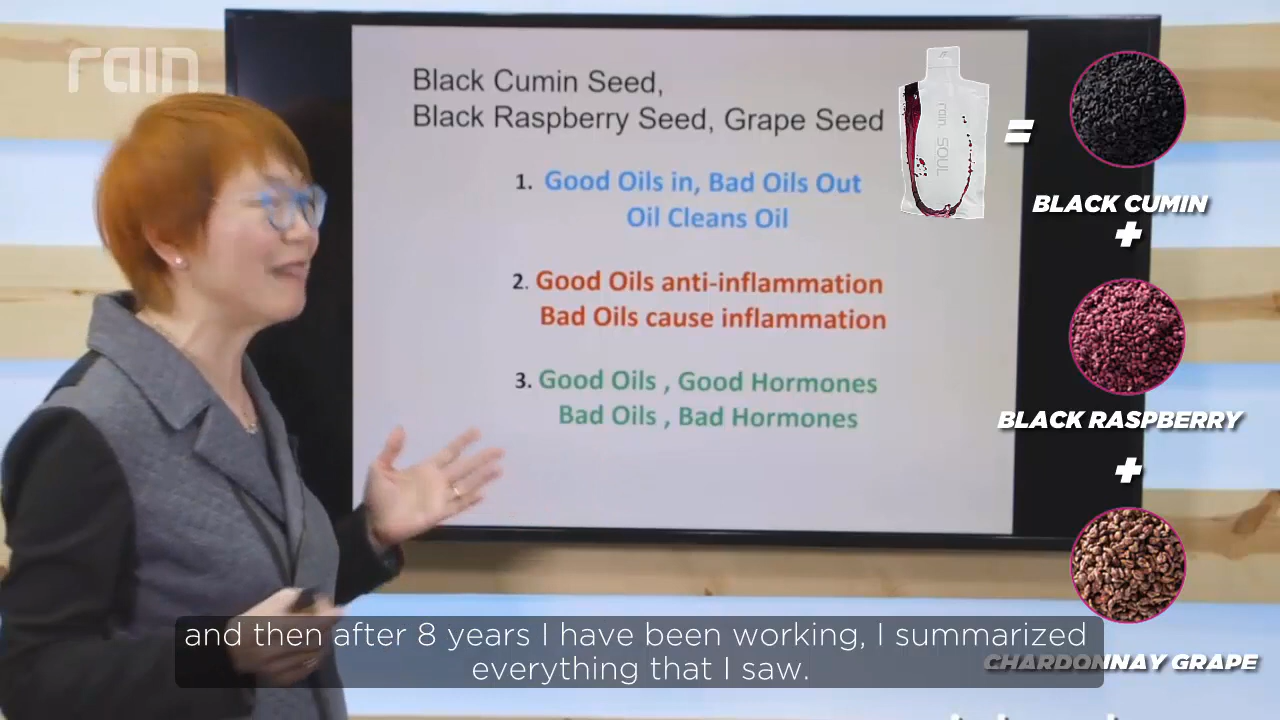 rain
Black Cumin Seed,
Black Raspberry Seed, Grape Seed
1. Good Oils in, Bad Oils Out
Oil Cleans Oil
2. Good Oils anti-inflammation
Bad Oils cause inflammation
3. Good Oils , Good Hormones
Bad Oils , Bad Hormones
rain SOUL
=
BLACK CUMIN
+
BLACK RASPBERRY
+
CHARDONNAY GRAPE
and then after 8 years I have been working, I summarized
everything that I saw.